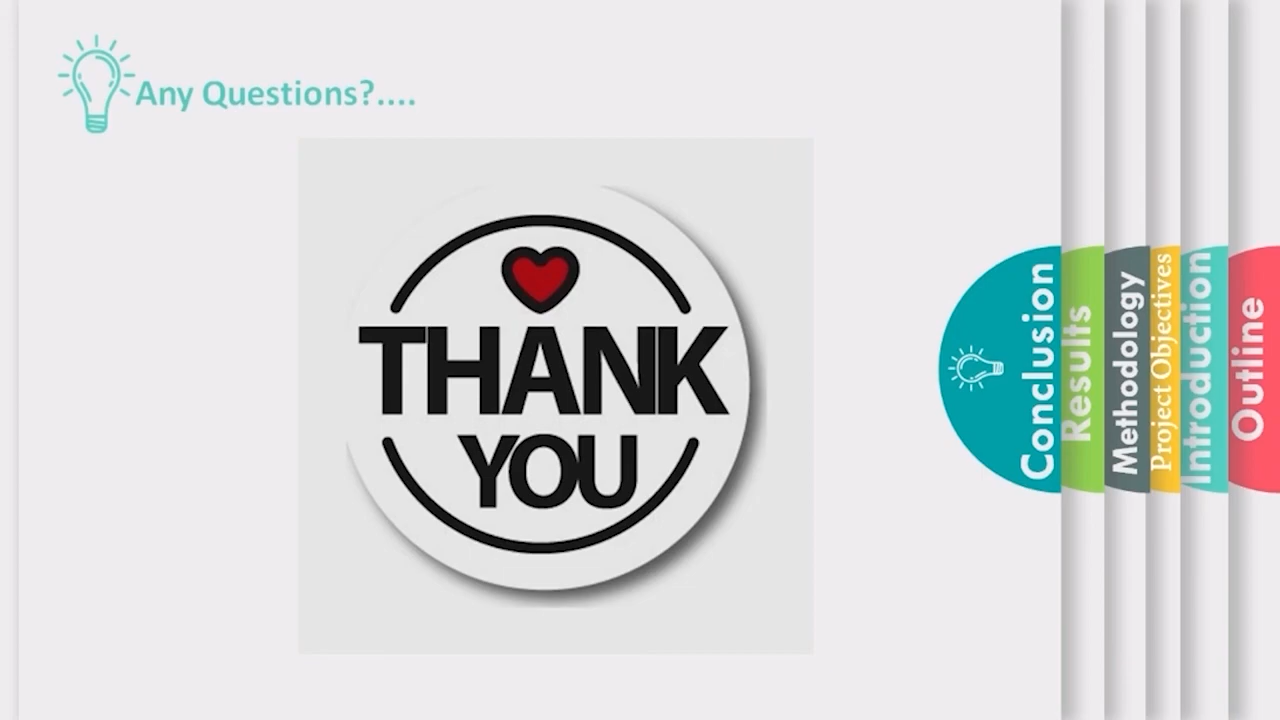 Any Questions?....
THANK
YOU
Conclusion
Results
Methodology
Project Objectives
Introduction
Outline